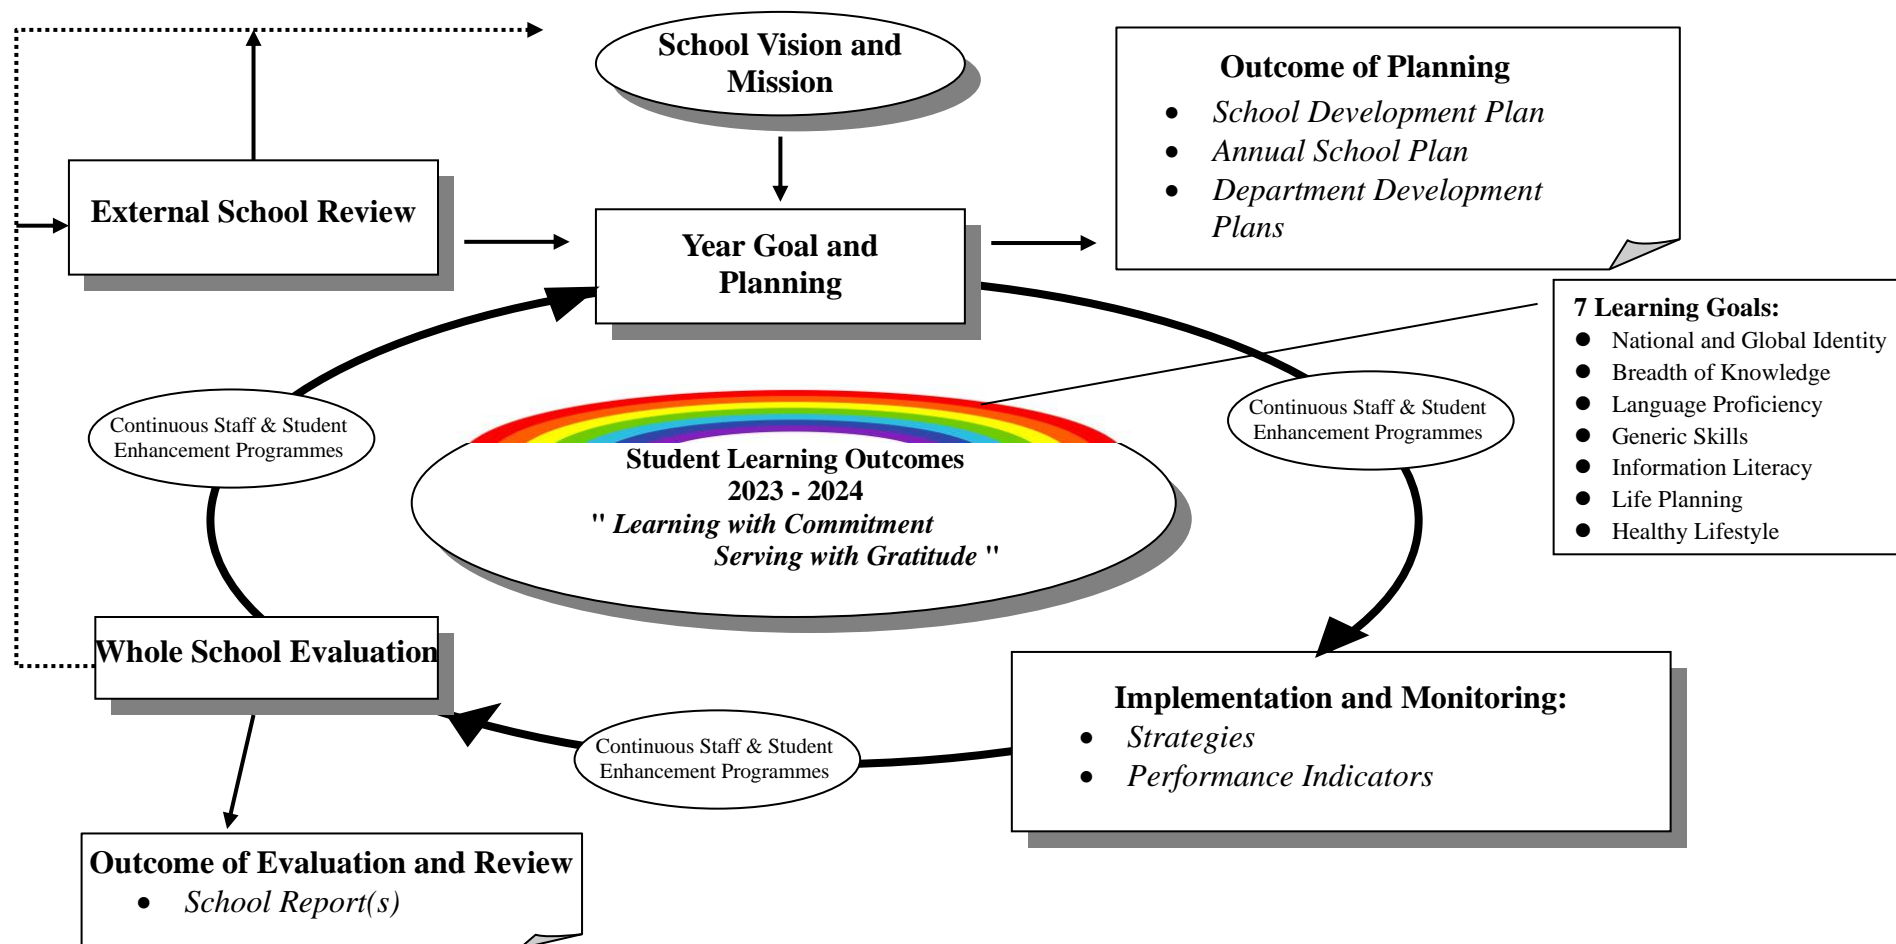 School Vision and
Mission
Outcome of Planning
• School Development Plan
• Annual School Plan
• Department Development
Plans
External School Review
Year Goal and
Planning
7 Learning Goals:
● National and Global Identity
● Breadth of Knowledge
● Language Proficiency
● Generic Skills
● Information Literacy
● Life Planning
● Healthy Lifestyle
Continuous Staff & Student
Enhancement Programmes
Continuous Staff & Student
Enhancement Programmes
Student Learning Outcomes
2023 - 2024
" Learning with Commitment
Serving with Gratitude "
Whole School Evaluation
Implementation and Monitoring:
• Strategies
• Performance Indicators
Continuous Staff & Student
Enhancement Programmes
Outcome of Evaluation and Review
• School Report(s)